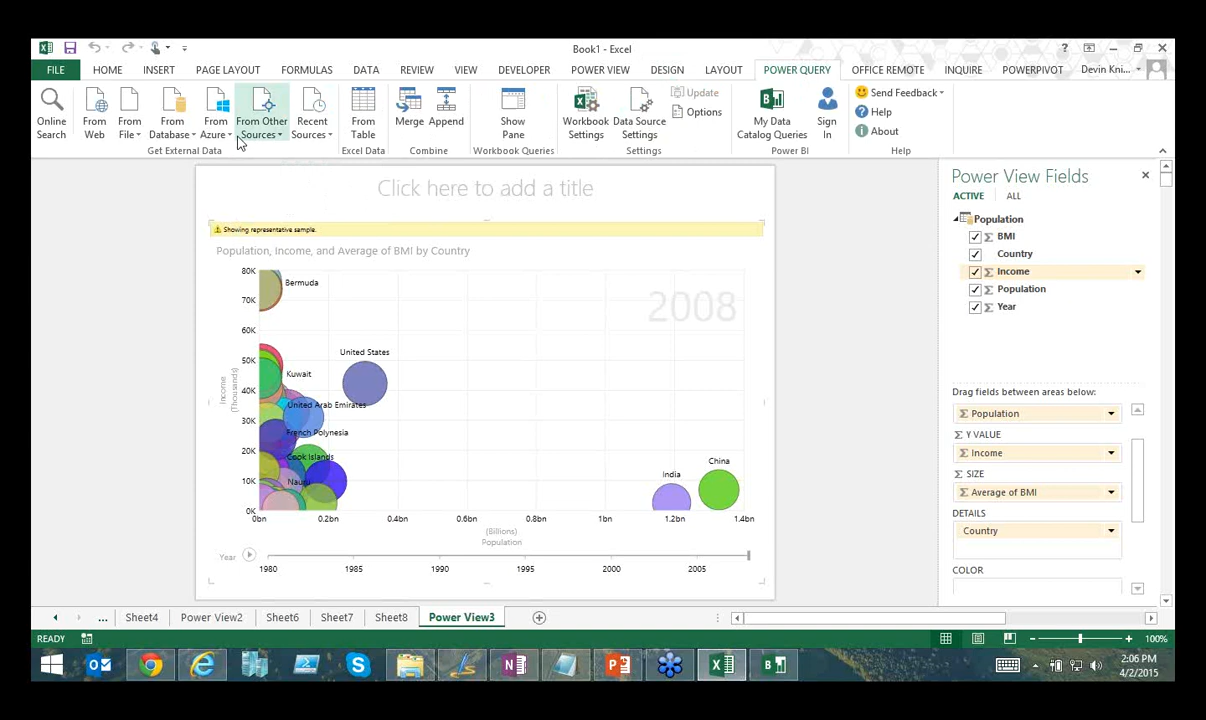 Book1 - Excel
?
FILE HOME INSERT PAGE LAYOUT FORMULAS DATA REVIEW VIEW DEVELOPER POWER VIEW DESIGN LAYOUT POWER QUERY OFFICE REMOTE INQUIRE POWERPIVOT Devin Kni...
Online Search
From Web
From File
From Database
From Azure
From Other Sources
Recent Sources
From Table
Merge
Append
Show Pane
Workbook Settings
Data Source Settings
Update
Options
My Data Catalog Queries
Sign In
Send Feedback
Help
About
Get External Data
Excel Data
Combine
Workbook Queries
Settings
Power BI
Help
Click here to add a title
Showing representative sample.
Population, Income, and Average of BMI by Country
2008
80K
70K
60K
50K
40K
30K
20K
10K
0K
Income
(Thousands)
Bermuda
United States
Kuwait
United Arab Emirates
French Polynesia
Cook Islands
Nauru
India
China
0bn 0.2bn 0.4bn 0.6bn 0.8bn 1bn 1.2bn 1.4bn
(Billions)
Population
Year
1980 1985 1990 1995 2000 2005
Power View Fields
ACTIVE ALL
Population
Σ BMI
Country
Σ Income
Σ Population
Σ Year
Drag fields between areas below:
Σ Population
Σ Y VALUE
Σ Income
Σ SIZE
Σ Average of BMI
DETAILS
Country
COLOR
... Sheet4 Power View2 Sheet6 Sheet7 Sheet8 Power View3
READY
100%
2:06 PM
4/2/2015